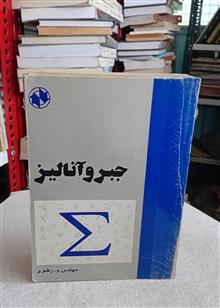 جبر و آنالیز
Σ
مهندس م. رضوی